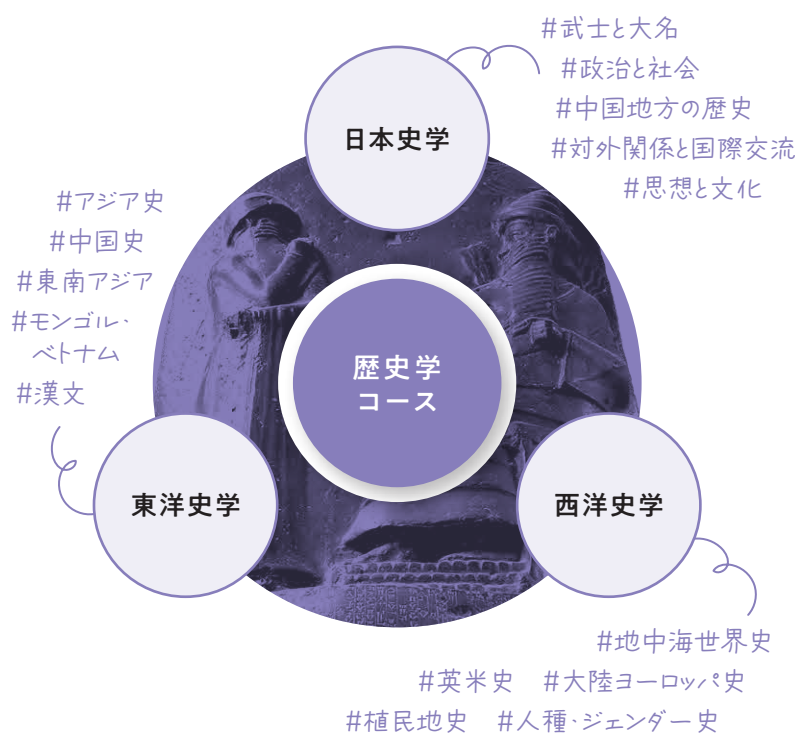 #武士と大名
#政治と社会
#中国地方の歴史
#対外関係と国際交流
#思想と文化
日本史学
#アジア史
#中国史
#東南アジア
#モンゴル・
ベトナム
#漢文
歴史学
コース
東洋史学
西洋史学
#地中海世界史
#英米史 #大陸ヨーロッパ史
#植民地史 #人種・ジェンダー史